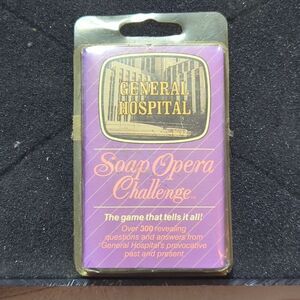 GENERAL
HOSPITAL
Soap Opera
Challenge™
The game that tells it all!
Over 300 revealing
questions and answers from
General Hospital's provocative
past and present.